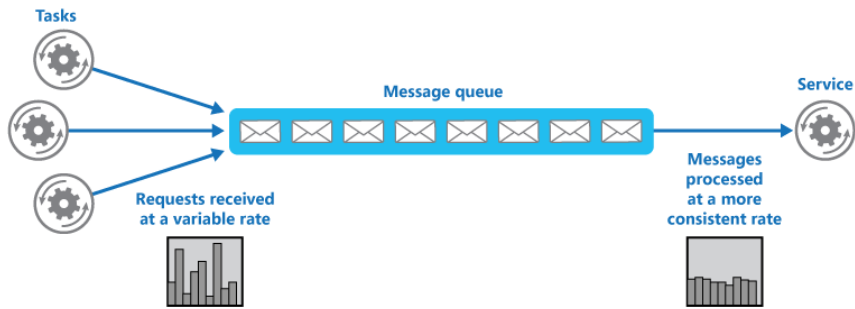 Tasks
Message queue
Service
Requests received
at a variable rate
Messages
processed
at a more
consistent rate